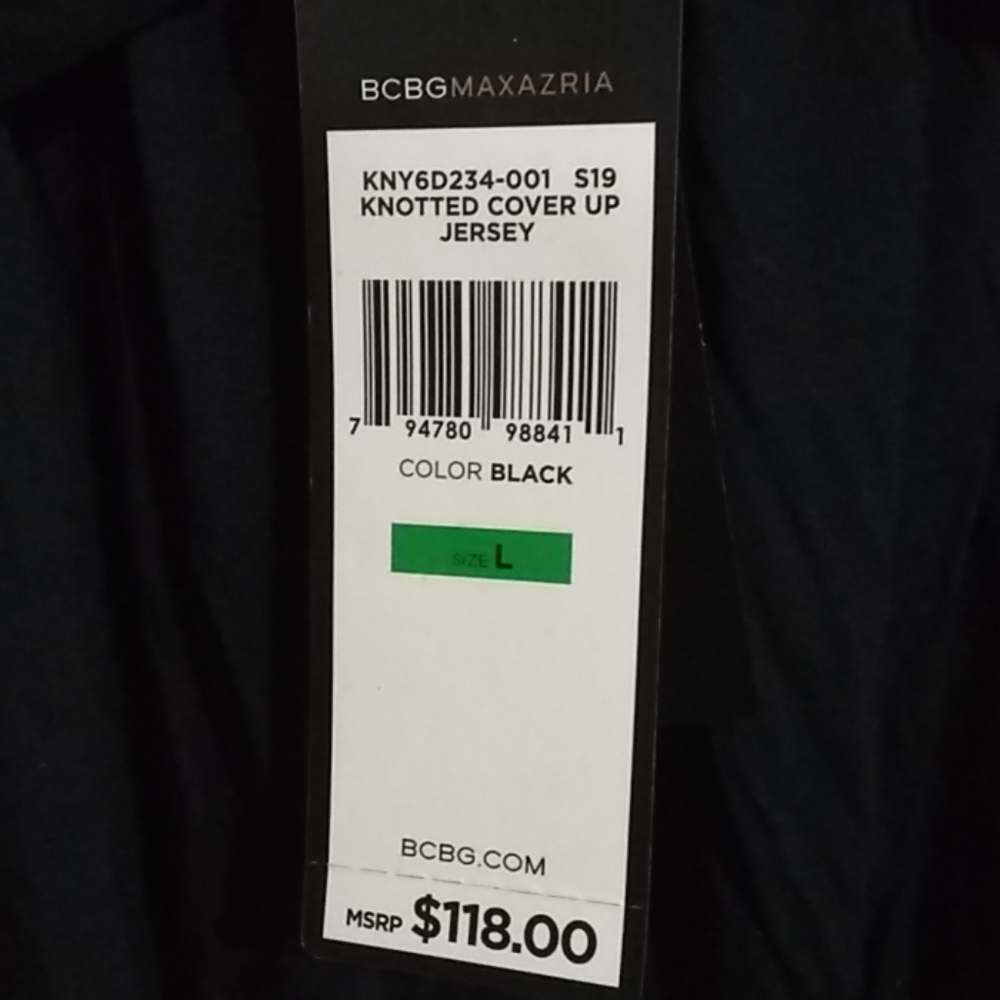 BCBGMAXAZRIA
KNY6D234-001 S19
KNOTTED COVER UP
JERSEY
7 94780 98841 1
COLOR BLACK
SIZE L
BCBG.COM
MSRP $118.00